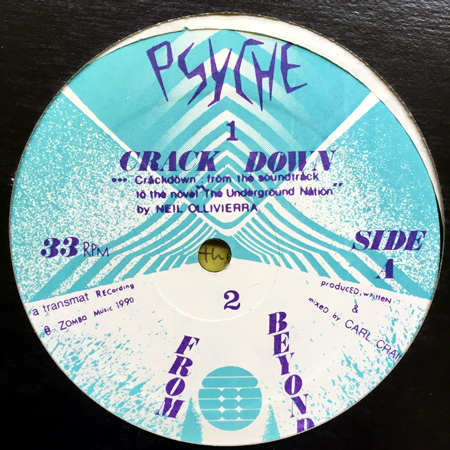 PSYCHE
1
CRACK DOWN
••• "Crackdown" from the soundtrack
to the novel "The Underground Nation"
by NEIL OLLIVIERRA
33 RPM
SIDE A
the
2
FROM BEYOND
a transmat RECording
℗ ZOMBA MUSIC 1990
produCED, wriTTEN &
mixed by CARL CRAI